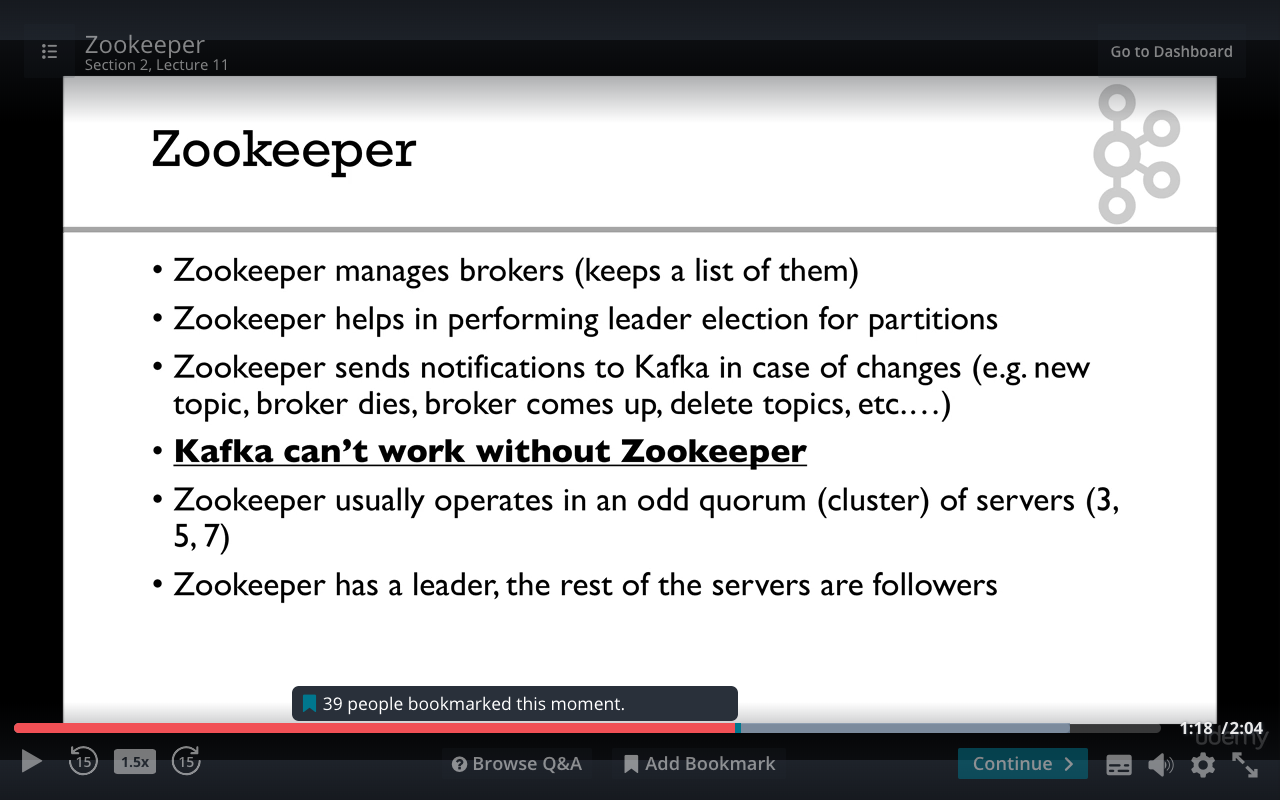 Zookeeper
Section 2, Lecture 11
Go to Dashboard
Zookeeper
• Zookeeper manages brokers (keeps a list of them)
• Zookeeper helps in performing leader election for partitions
• Zookeeper sends notifications to Kafka in case of changes (e.g. new
topic, broker dies, broker comes up, delete topics, etc.…)
• Kafka can’t work without Zookeeper
• Zookeeper usually operates in an odd quorum (cluster) of servers (3,
5, 7)
• Zookeeper has a leader, the rest of the servers are followers
39 people bookmarked this moment.
1:18 / 2:04
udemy
15
1.5x
15
Browse Q&A
Add Bookmark
Continue